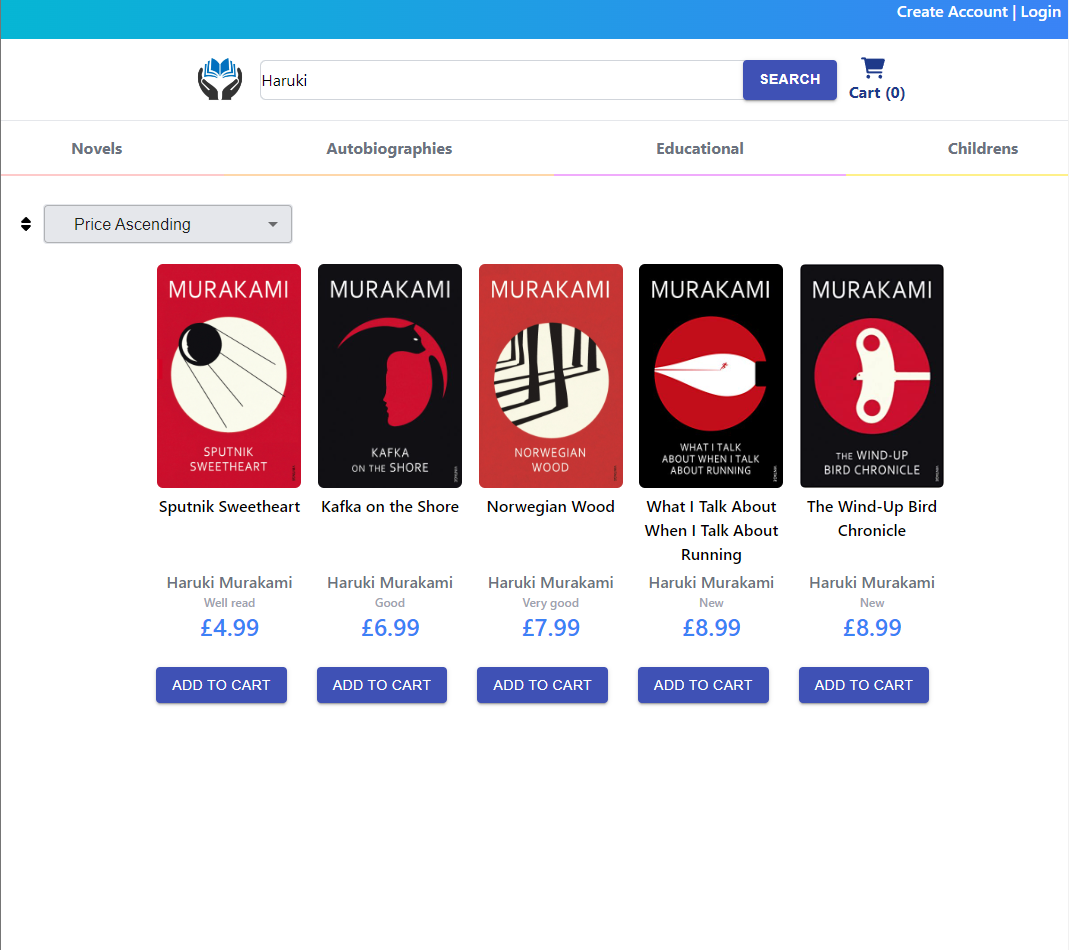 Create Account | Login
Haruki
SEARCH
Cart (0)
Novels
Autobiographies
Educational
Childrens
Price Ascending
MURAKAMI
SPUTNIK
SWEETHEART
MURAKAMI
KAFKA
ON THE SHORE
MURAKAMI
NORWEGIAN
WOOD
MURAKAMI
WHAT I TALK
ABOUT WHEN I TALK
ABOUT RUNNING
MURAKAMI
THE WIND-UP
BIRD CHRONICLE
Sputnik Sweetheart
Kafka on the Shore
Norwegian Wood
What I Talk About
When I Talk About
Running
The Wind-Up Bird
Chronicle
Haruki Murakami
Haruki Murakami
Haruki Murakami
Haruki Murakami
Haruki Murakami
Well read
Good
Very good
New
New
£4.99
£6.99
£7.99
£8.99
£8.99
ADD TO CART
ADD TO CART
ADD TO CART
ADD TO CART
ADD TO CART